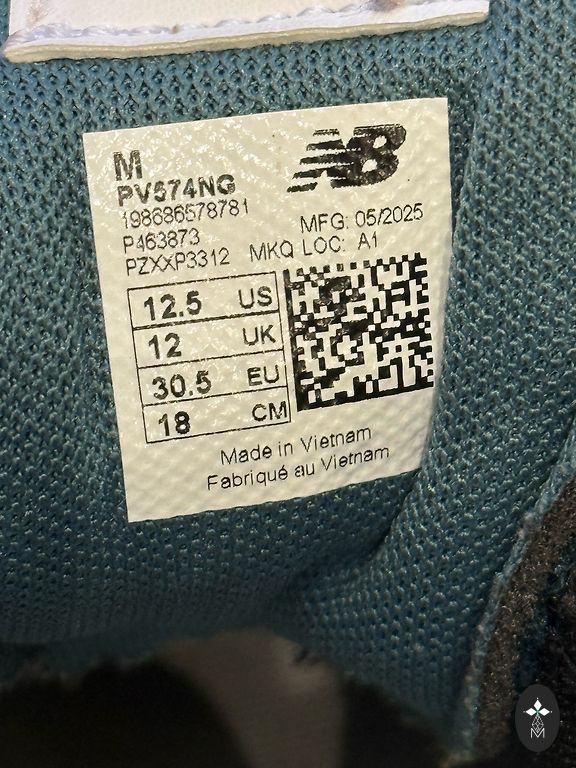 M
NB
PV574NG
198686578781
MFG: 05/2025
P463873
PZXXP3312 MKQ LOC: A1
12.5 US
12 UK
30.5 EU
18 CM
Made in Vietnam
Fabriqué au Vietnam
M